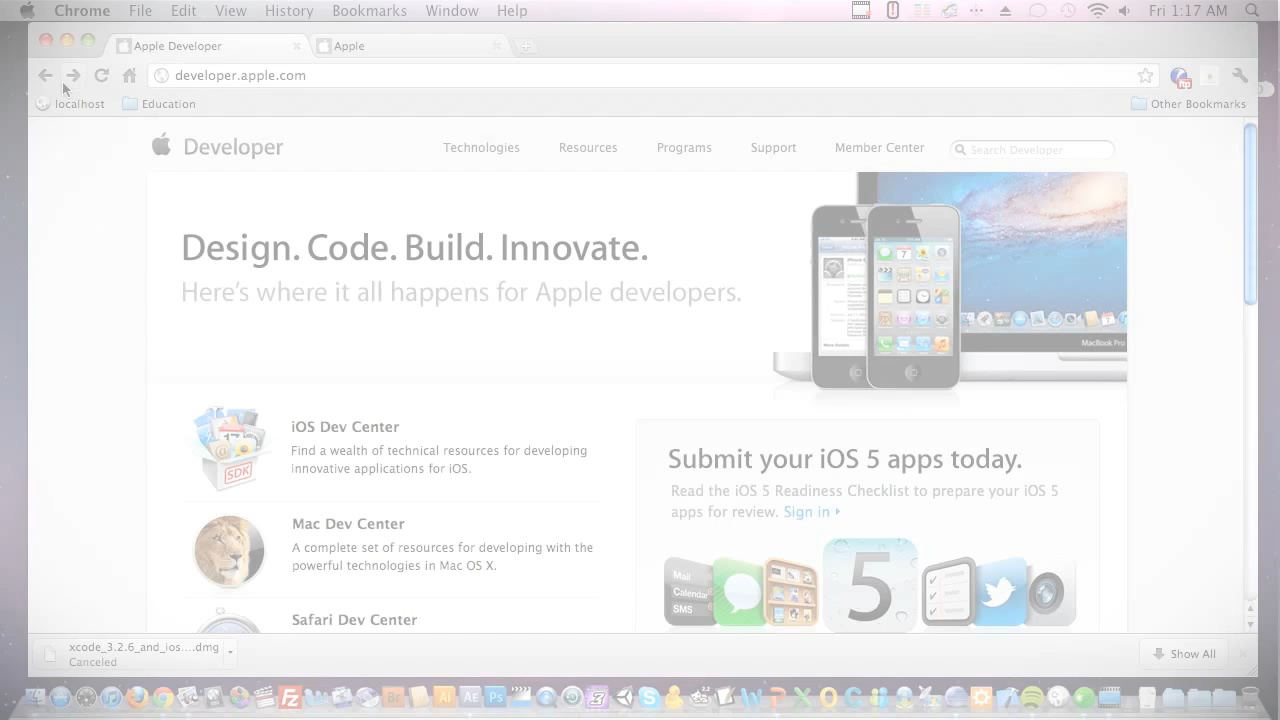 Chrome File Edit View History Bookmarks Window Help Fri 1:17 AM
Apple Developer Apple
developer.apple.com
localhost Education Other Bookmarks
Developer Technologies Resources Programs Support Member Center Search Developer
Design. Code. Build. Innovate.
Here's where it all happens for Apple developers.
MacBook Pro
iOS Dev Center
Find a wealth of technical resources for developing
innovative applications for iOS.
SDK
Mac Dev Center
A complete set of resources for developing with the
powerful technologies in Mac OS X.
Safari Dev Center
Submit your iOS 5 apps today.
Read the iOS 5 Readiness Checklist to prepare your iOS 5
apps for review. Sign in
Mail
Calendar
SMS
5
xcode_3.2.6_and_ios....dmg
Canceled
Show All
Br Ai AE Ps